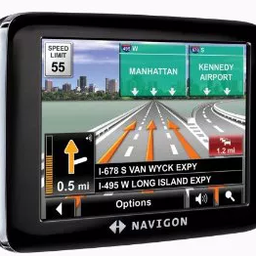 SPEED
LIMIT
55
495 W
S
MANHATTAN
KENNEDY
AIRPORT
1.2 mi
0.5 mi
I-678 S VAN WYCK EXPY
I-495 W LONG ISLAND EXPY
Options
NAVIGON